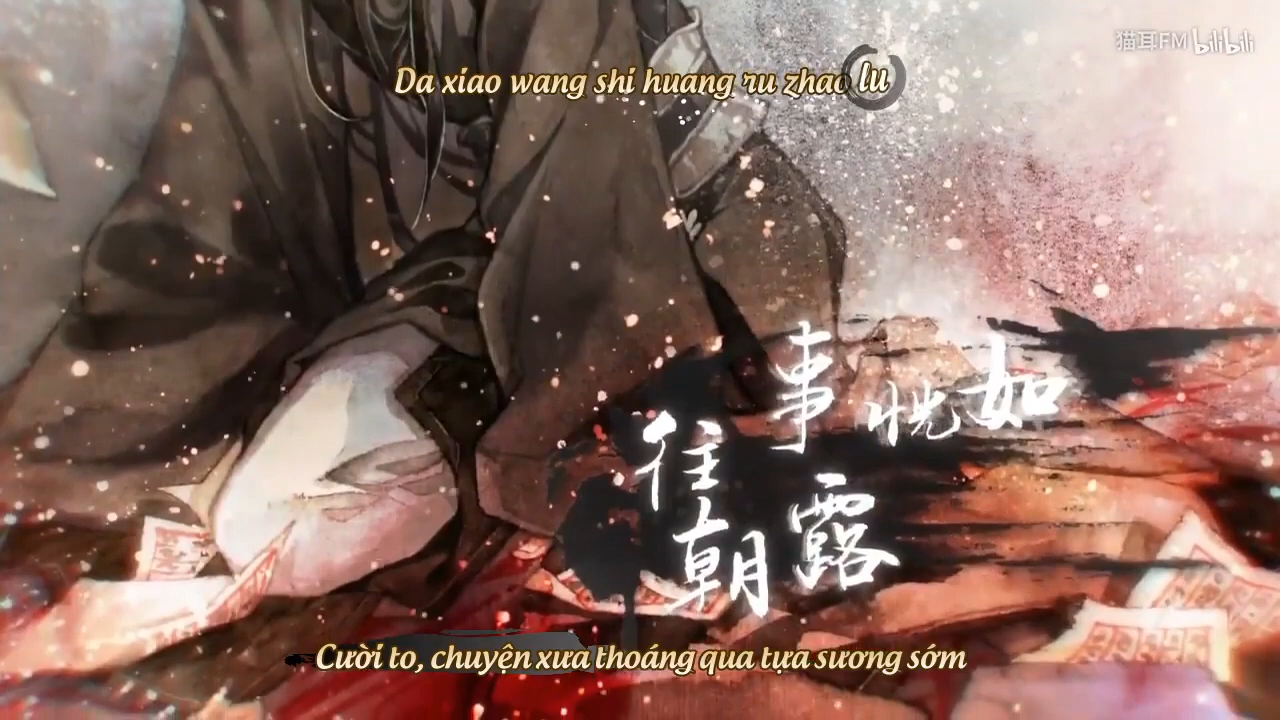 猫耳FM bilibili
Da xiao wang shi huang ru zhao lu
往事恍如
朝露
Cười to, chuyện xưa thoáng qua tựa sương sớm